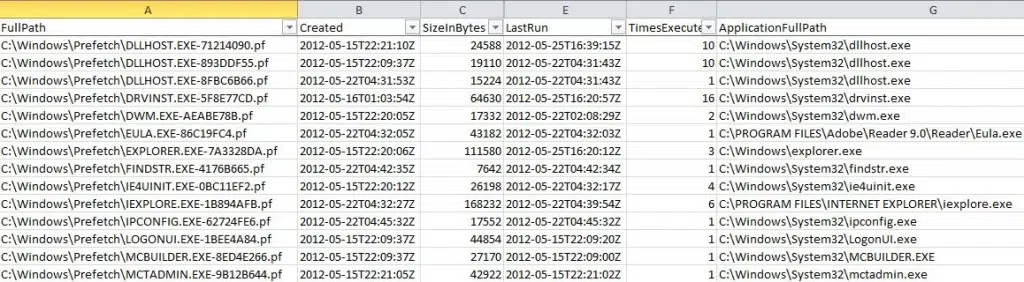 A B C E F G
FullPath Created SizeInBytes LastRun TimesExecute ApplicationFullPath
C:\Windows\Prefetch\DLLHOST.EXE-71214090.pf 2012-05-15T22:21:10Z 24588 2012-05-25T16:39:15Z 10 C:\Windows\System32\dllhost.exe
C:\Windows\Prefetch\DLLHOST.EXE-893DDF55.pf 2012-05-15T22:09:37Z 19110 2012-05-22T04:31:43Z 10 C:\Windows\System32\dllhost.exe
C:\Windows\Prefetch\DLLHOST.EXE-8FBC6B66.pf 2012-05-22T04:31:53Z 15224 2012-05-22T04:31:43Z 1 C:\Windows\System32\dllhost.exe
C:\Windows\Prefetch\DRVINST.EXE-5F8E77CD.pf 2012-05-16T01:03:54Z 64630 2012-05-25T16:20:57Z 16 C:\Windows\System32\drvinst.exe
C:\Windows\Prefetch\DWM.EXE-AEABE78B.pf 2012-05-15T22:20:05Z 17332 2012-05-22T02:08:29Z 2 C:\Windows\System32\dwm.exe
C:\Windows\Prefetch\EULA.EXE-86C19FC4.pf 2012-05-22T04:32:05Z 43182 2012-05-22T04:32:03Z 1 C:\PROGRAM FILES\Adobe\Reader 9.0\Reader\Eula.exe
C:\Windows\Prefetch\EXPLORER.EXE-7A3328DA.pf 2012-05-15T22:20:06Z 111580 2012-05-25T16:20:12Z 3 C:\Windows\explorer.exe
C:\Windows\Prefetch\FINDSTR.EXE-4176B665.pf 2012-05-22T04:42:35Z 7642 2012-05-22T04:42:34Z 1 C:\Windows\System32\findstr.exe
C:\Windows\Prefetch\IE4UINIT.EXE-0BC11EF2.pf 2012-05-15T22:20:12Z 26198 2012-05-22T04:32:17Z 4 C:\Windows\System32\ie4uinit.exe
C:\Windows\Prefetch\IEXPLORE.EXE-1B894AFB.pf 2012-05-22T04:32:27Z 168232 2012-05-22T04:39:54Z 6 C:\PROGRAM FILES\INTERNET EXPLORER\iexplore.exe
C:\Windows\Prefetch\IPCONFIG.EXE-62724FE6.pf 2012-05-22T04:45:32Z 17552 2012-05-22T04:45:32Z 1 C:\Windows\System32\ipconfig.exe
C:\Windows\Prefetch\LOGONUI.EXE-1BEE4A84.pf 2012-05-15T22:09:37Z 44854 2012-05-15T22:09:20Z 1 C:\Windows\System32\LogonUI.exe
C:\Windows\Prefetch\MCBUILDER.EXE-8ED4E266.pf 2012-05-15T22:09:37Z 27170 2012-05-15T22:09:00Z 1 C:\Windows\System32\MCBUILDER.EXE
C:\Windows\Prefetch\MCTADMIN.EXE-9B12B644.pf 2012-05-15T22:21:05Z 42922 2012-05-15T22:21:02Z 1 C:\Windows\System32\mctadmin.exe